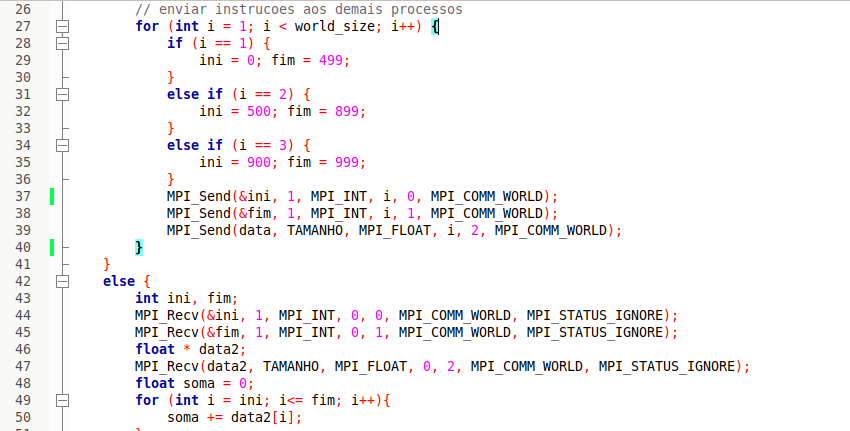 26 // enviar instrucoes aos demais processos
27 for (int i = 1; i < world_size; i++) {
28 if (i == 1) {
29 ini = 0; fim = 499;
30 }
31 else if (i == 2) {
32 ini = 500; fim = 899;
33 }
34 else if (i == 3) {
35 ini = 900; fim = 999;
36 }
37 MPI_Send(&ini, 1, MPI_INT, i, 0, MPI_COMM_WORLD);
38 MPI_Send(&fim, 1, MPI_INT, i, 1, MPI_COMM_WORLD);
39 MPI_Send(data, TAMANHO, MPI_FLOAT, i, 2, MPI_COMM_WORLD);
40 }
41 }
42 else {
43 int ini, fim;
44 MPI_Recv(&ini, 1, MPI_INT, 0, 0, MPI_COMM_WORLD, MPI_STATUS_IGNORE);
45 MPI_Recv(&fim, 1, MPI_INT, 0, 1, MPI_COMM_WORLD, MPI_STATUS_IGNORE);
46 float * data2;
47 MPI_Recv(data2, TAMANHO, MPI_FLOAT, 0, 2, MPI_COMM_WORLD, MPI_STATUS_IGNORE);
48 float soma = 0;
49 for (int i = ini; i<= fim; i++){
50 soma += data2[i];